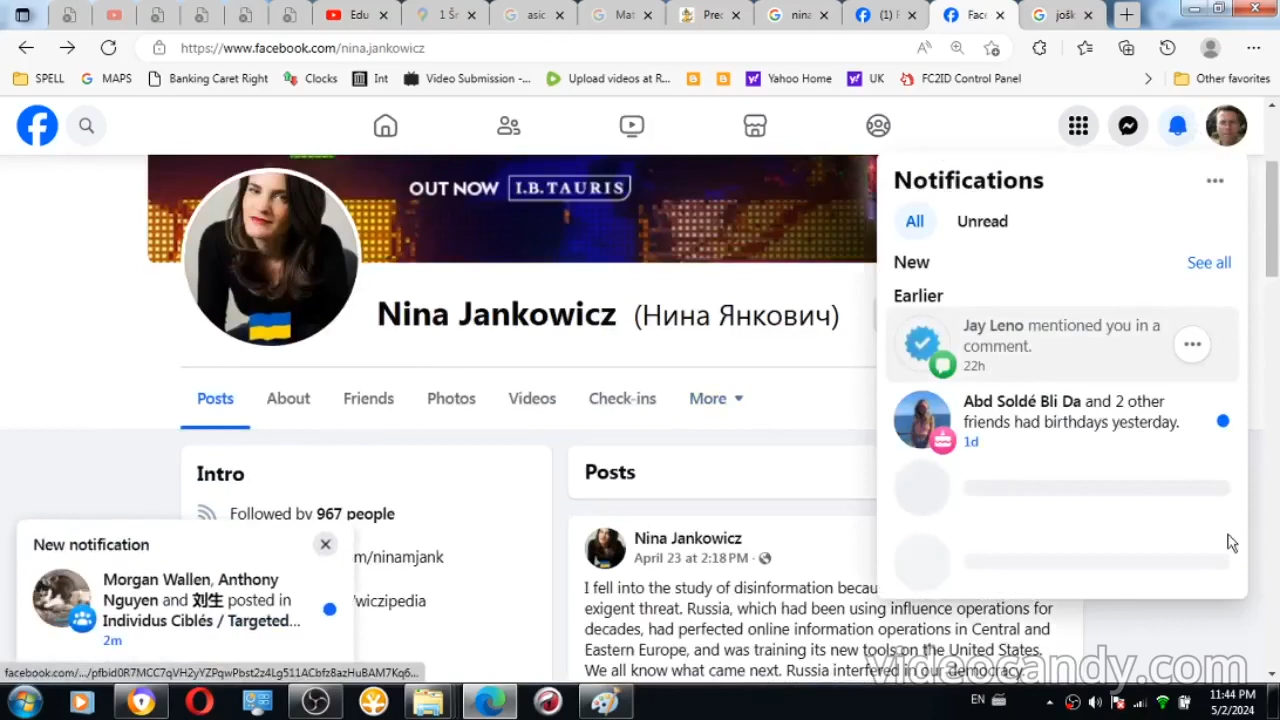 Edu
1 Sr
asic
Mat
Prec
nina
(1) F
Fac
jošk
https://www.facebook.com/nina.jankowicz
SPELL
MAPS
Banking Caret Right
Clocks
Int
Video Submission -...
Upload videos at R...
Yahoo Home
UK
FC2ID Control Panel
Other favorites
OUT NOW I.B.TAURIS
Nina Jankowicz (Нина Янкович)
Posts
About
Friends
Photos
Videos
Check-ins
More
Intro
Followed by 967 people
m/ninamjank
/wiczipedia
Posts
Nina Jankowicz
April 23 at 2:18 PM ·
I fell into the study of disinformation becau
exigent threat. Russia, which had been using influence operations for
decades, had perfected online information operations in Central and
Eastern Europe, and was training its new tools on the United States.
We all know what came next. Russia interfered in our democracy
Notifications
All
Unread
New
See all
Earlier
Jay Leno mentioned you in a
comment.
22h
Abd Soldé Bli Da and 2 other
friends had birthdays yesterday.
1d
New notification
Morgan Wallen, Anthony
Nguyen and 刘生 posted in
Individus Ciblés / Targeted...
2m
videocandy.com
EN
11:44 PM
5/2/2024